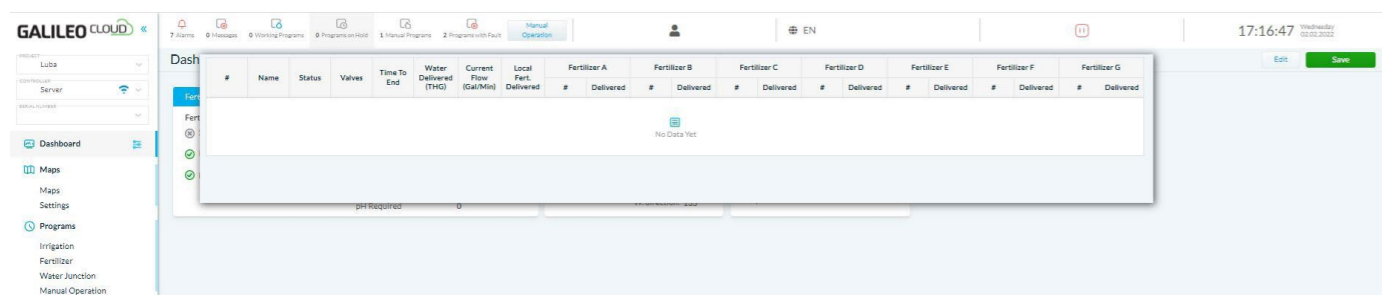 GALILEO CLOUD «
7 Alarms 0 Messages 0 Working Programs 0 Programs on Hold 1 Manual Programs 2 Programs with Fault Manual Operation EN 17:16:47 Wednesday 02.02.2022
PROJECT
Luba
CONTROLLER
Server
SERIAL NUMBER
Dashboard
Maps
Maps
Settings
Programs
Irrigation
Fertilizer
Water Junction
Manual Operation
Dash
Edit Save
# Name Status Valves Time To End Water Delivered (THG) Current Flow (Gal/Min) Local Fert. Delivered Fertilizer A Fertilizer B Fertilizer C Fertilizer D Fertilizer E Fertilizer F Fertilizer G
# Delivered # Delivered # Delivered # Delivered # Delivered # Delivered # Delivered
No Data Yet
Fert
Fert
pH Required 0